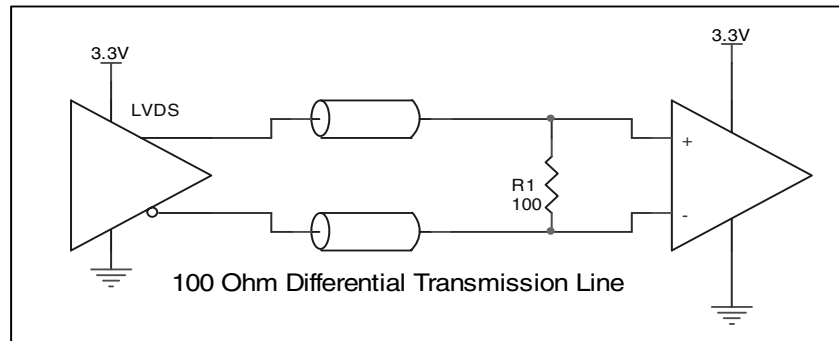 3.3V
3.3V
LVDS
+
R1
100
-
100 Ohm Differential Transmission Line